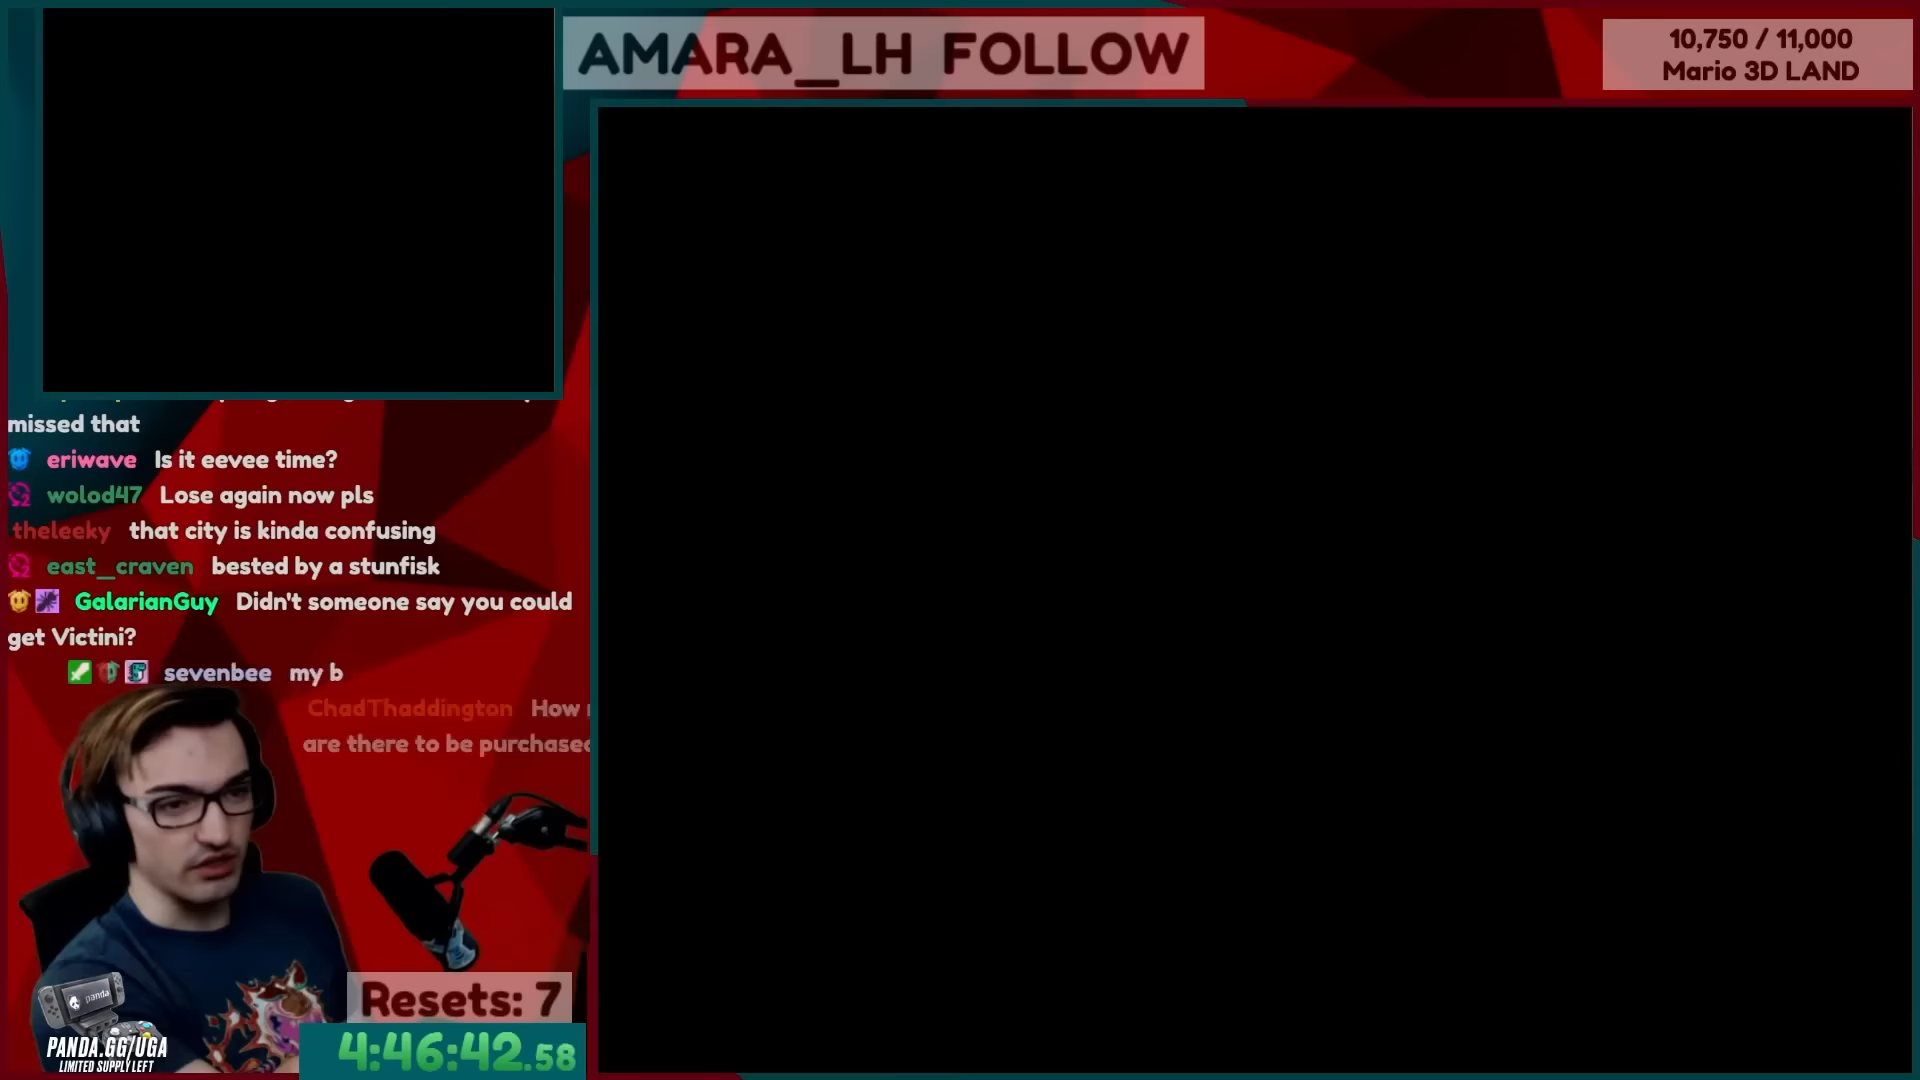 AMARA_LH FOLLOW
10,750 / 11,000
Mario 3D LAND
missed that
eriwave Is it eevee time?
wolod47 Lose again now pls
theleeky that city is kinda confusing
east_craven bested by a stunfisk
GalarianGuy Didn't someone say you could
get Victini?
sevenbee my b
ChadThaddington How
are there to be purchased
panda
Resets: 7
4:46:42.58
PANDA.GG/UGA
LIMITED SUPPLY LEFT